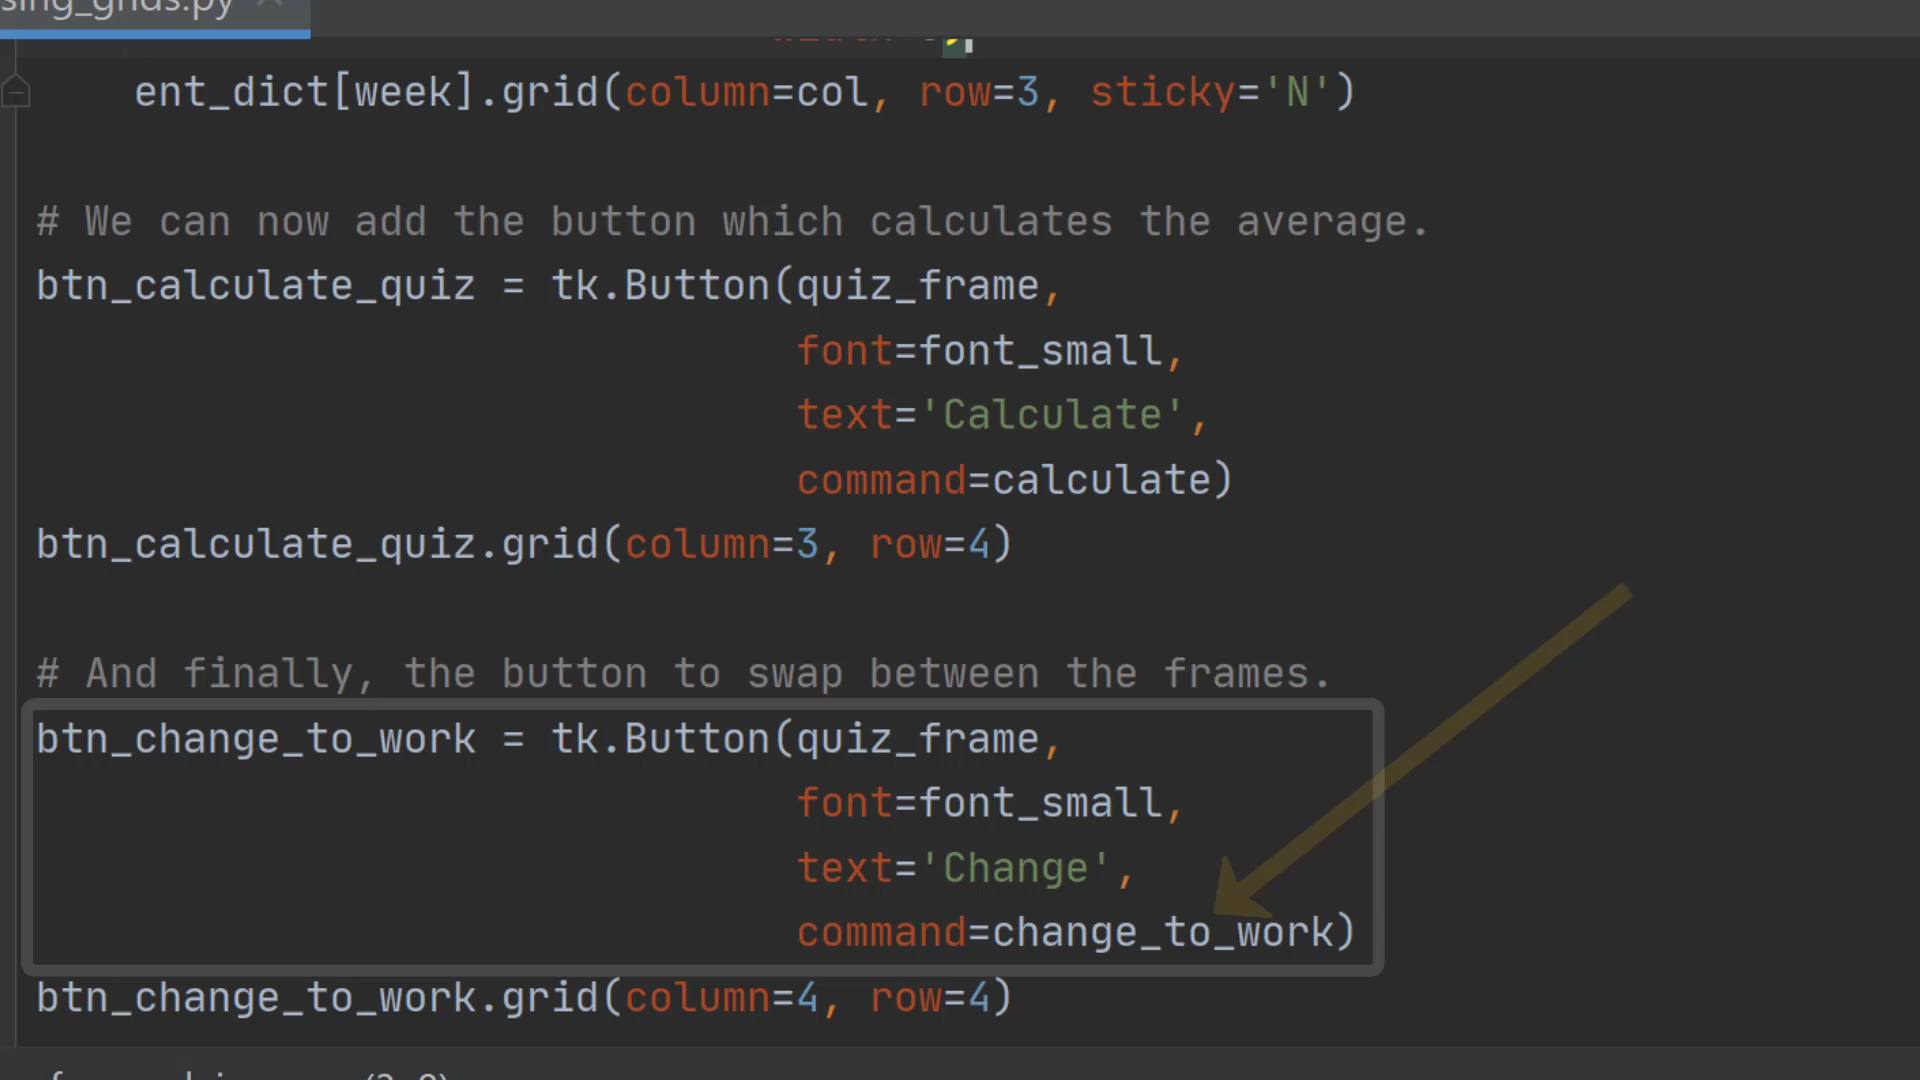 ent_dict[week].grid(column=col, row=3, sticky='N')
# We can now add the button which calculates the average.
btn_calculate_quiz = tk.Button(quiz_frame,
font=font_small,
text='Calculate',
command=calculate)
btn_calculate_quiz.grid(column=3, row=4)
# And finally, the button to swap between the frames.
btn_change_to_work = tk.Button(quiz_frame,
font=font_small,
text='Change',
command=change_to_work)
btn_change_to_work.grid(column=4, row=4)